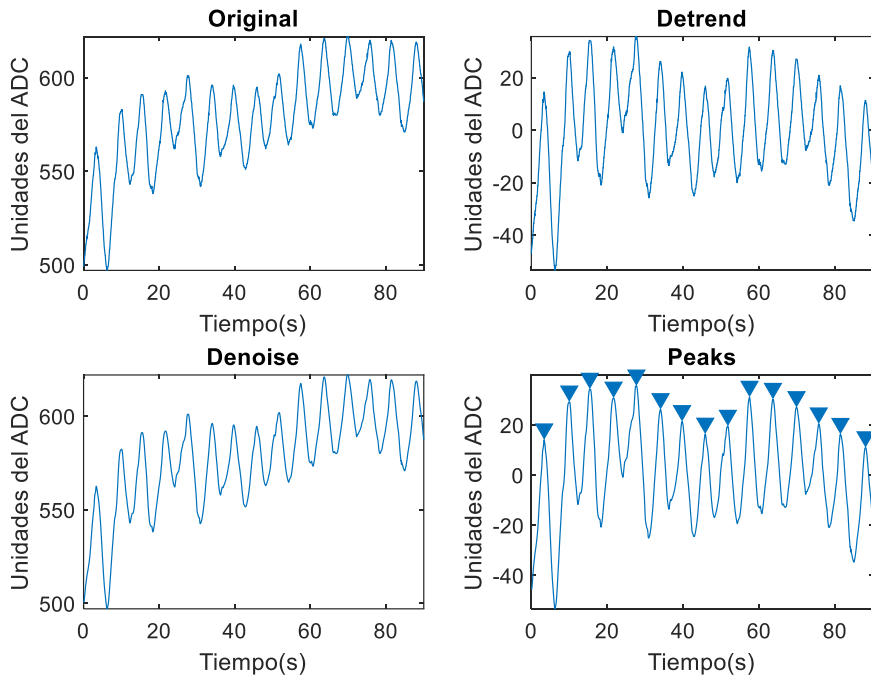 Original
Unidades del ADC
600
550
500
0 20 40 60 80
Tiempo(s)
Detrend
Unidades del ADC
20
0
-20
-40
0 20 40 60 80
Tiempo(s)
Denoise
Unidades del ADC
600
550
500
0 20 40 60 80
Tiempo(s)
Peaks
Unidades del ADC
20
0
-20
-40
0 20 40 60 80
Tiempo(s)